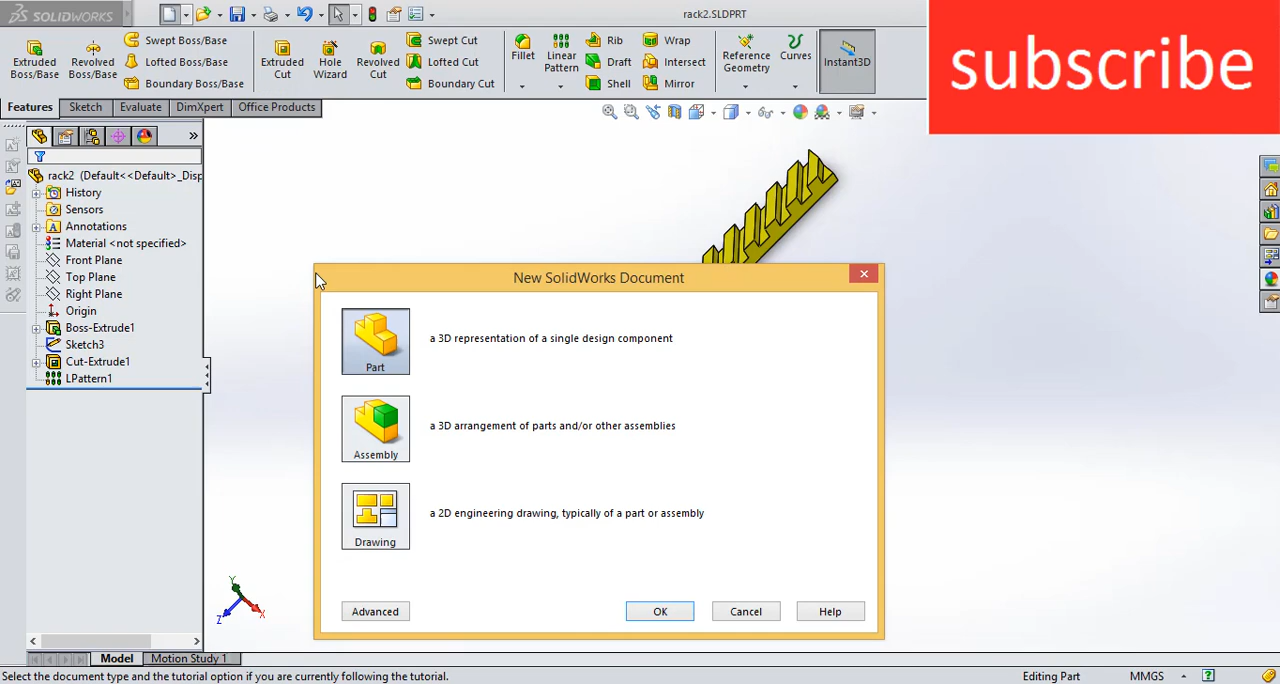 SOLIDWORKS
rack2.SLDPRT
subscribe
Extruded Boss/Base
Revolved Boss/Base
Swept Boss/Base
Lofted Boss/Base
Boundary Boss/Base
Extruded Cut
Hole Wizard
Revolved Cut
Swept Cut
Lofted Cut
Boundary Cut
Fillet
Linear Pattern
Rib
Draft
Shell
Wrap
Intersect
Mirror
Reference Geometry
Curves
Instant3D
Features
Sketch
Evaluate
DimXpert
Office Products
rack2 (Default<<Default>_Disp
History
Sensors
Annotations
Material <not specified>
Front Plane
Top Plane
Right Plane
Origin
Boss-Extrude1
Sketch3
Cut-Extrude1
LPattern1
New SolidWorks Document
Part
a 3D representation of a single design component
Assembly
a 3D arrangement of parts and/or other assemblies
Drawing
a 2D engineering drawing, typically of a part or assembly
Advanced
OK
Cancel
Help
Y
Z
X
Model
Motion Study 1
Select the document type and the tutorial option if you are currently following the tutorial.
Editing Part
MMGS